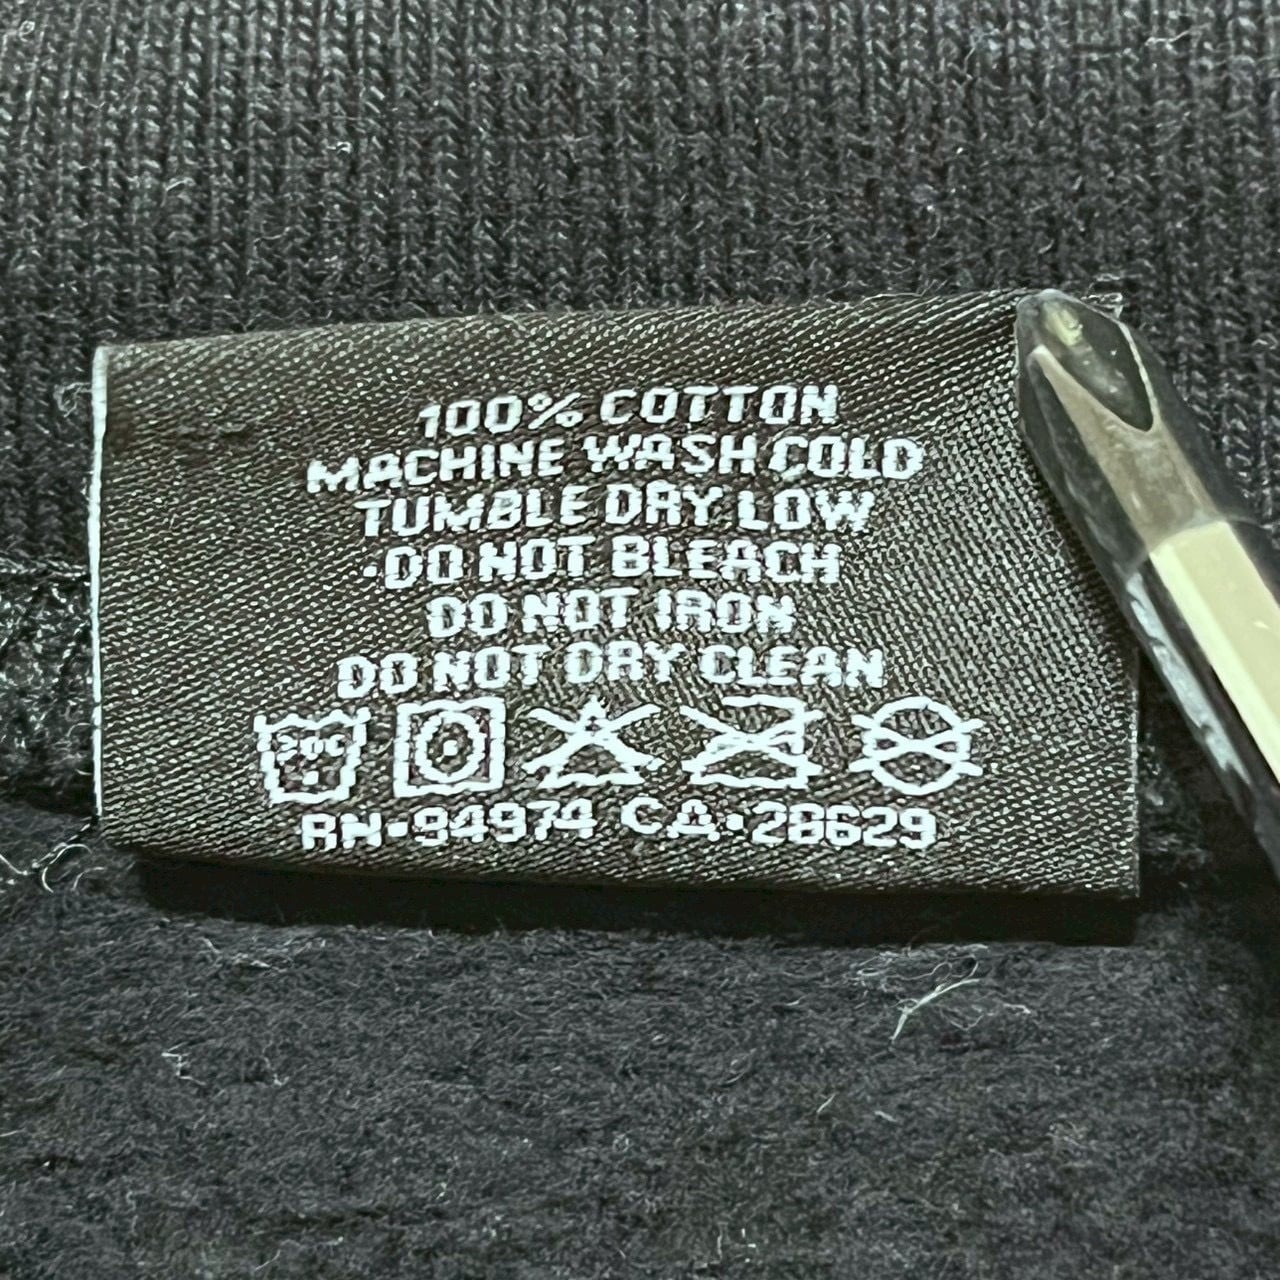 100% COTTON
MACHINE WASH COLD
TUMBLE DRY LOW
·DO NOT BLEACH
DO NOT IRON
DO NOT DRY CLEAN
30C
RN·94974 CA·28629